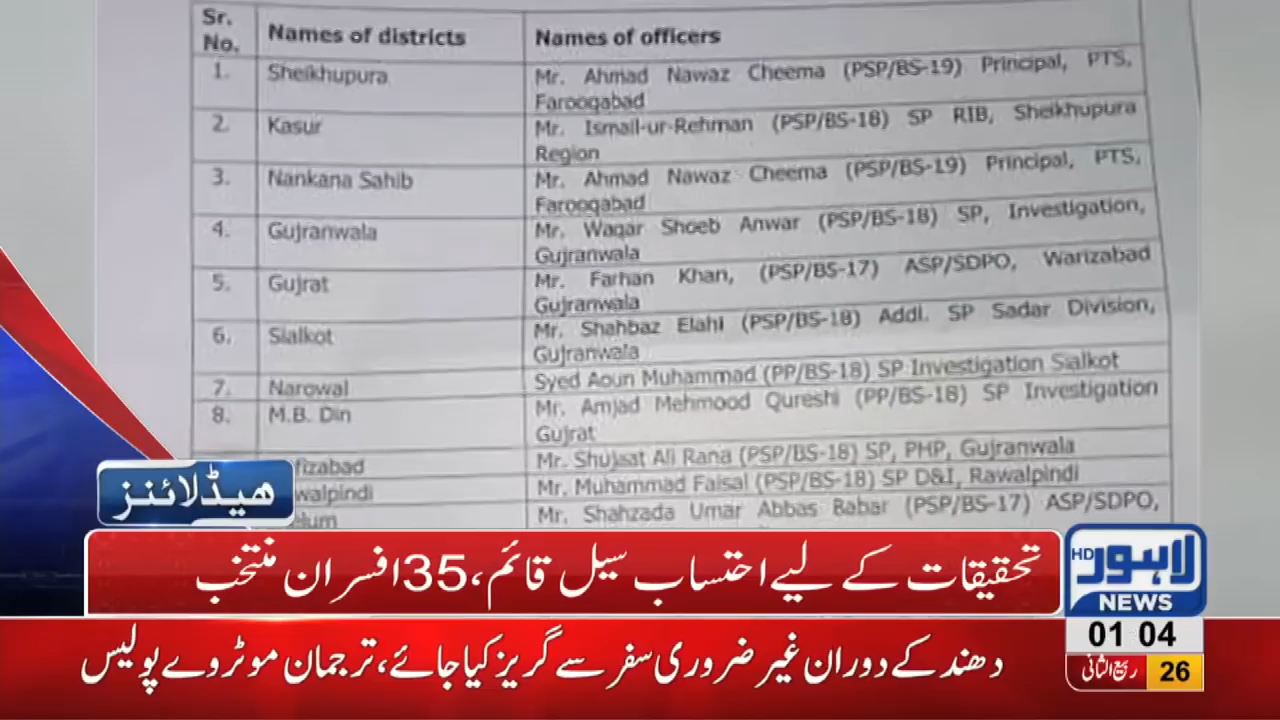 Sr. No. Names of districts Names of officers
1. Sheikhupura Mr. Ahmad Nawaz Cheema (PSP/BS-19) Principal, PTS,
Farooqabad
2. Kasur Mr. Ismail-ur-Rehman (PSP/BS-18) SP RIB, Sheikhupura
Region
3. Nankana Sahib Mr. Ahmad Nawaz Cheema (PSP/BS-19) Principal, PTS,
Farooqabad
4. Gujranwala Mr. Waqar Shoeb Anwar (PSP/BS-18) SP, Investigation,
Gujranwala
5. Gujrat Mr. Farhan Khan, (PSP/BS-17) ASP/SDPO, Warizabad
Gujranwala
6. Sialkot Mr. Shahbaz Elahi (PSP/BS-18) Addl. SP Sadar Division,
Gujranwala
7. Narowal Syed Aoun Muhammad (PP/BS-18) SP Investigation Sialkot
8. M.B. Din Mr. Amjad Mehmood Qureshi (PP/BS-18) SP Investigation
Gujrat
fizabad Mr. Shujaat Ali Rana (PSP/BS-18) SP, PHP, Gujranwala
walpindi Mr. Muhammad Faisal (PSP/BS-18) SP D&I, Rawalpindi
elum Mr. Shahzada Umar Abbas Babar (PSP/BS-17) ASP/SDPO,
ھیڈلائنز
تحقیقات کے لیے احتساب سیل قائم، 35 افسران منتخب
HD لاہور
NEWS
01 04
26 ربیع الثانی
دھند کے دوران غیر ضروری سفر سے گریز کیا جائے، ترجمان موٹروے پولیس